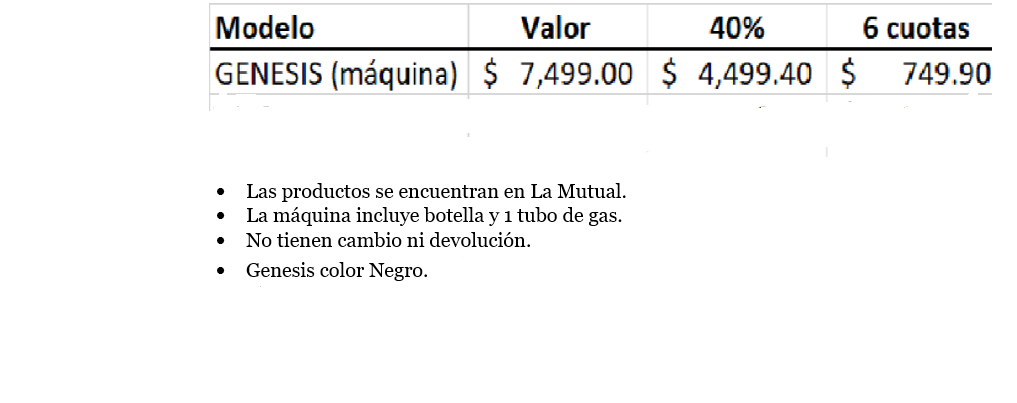 Modelo Valor 40% 6 cuotas
GENESIS (máquina) $ 7,499.00 $ 4,499.40 $ 749.90
• Las productos se encuentran en La Mutual.
• La máquina incluye botella y 1 tubo de gas.
• No tienen cambio ni devolución.
• Genesis color Negro.